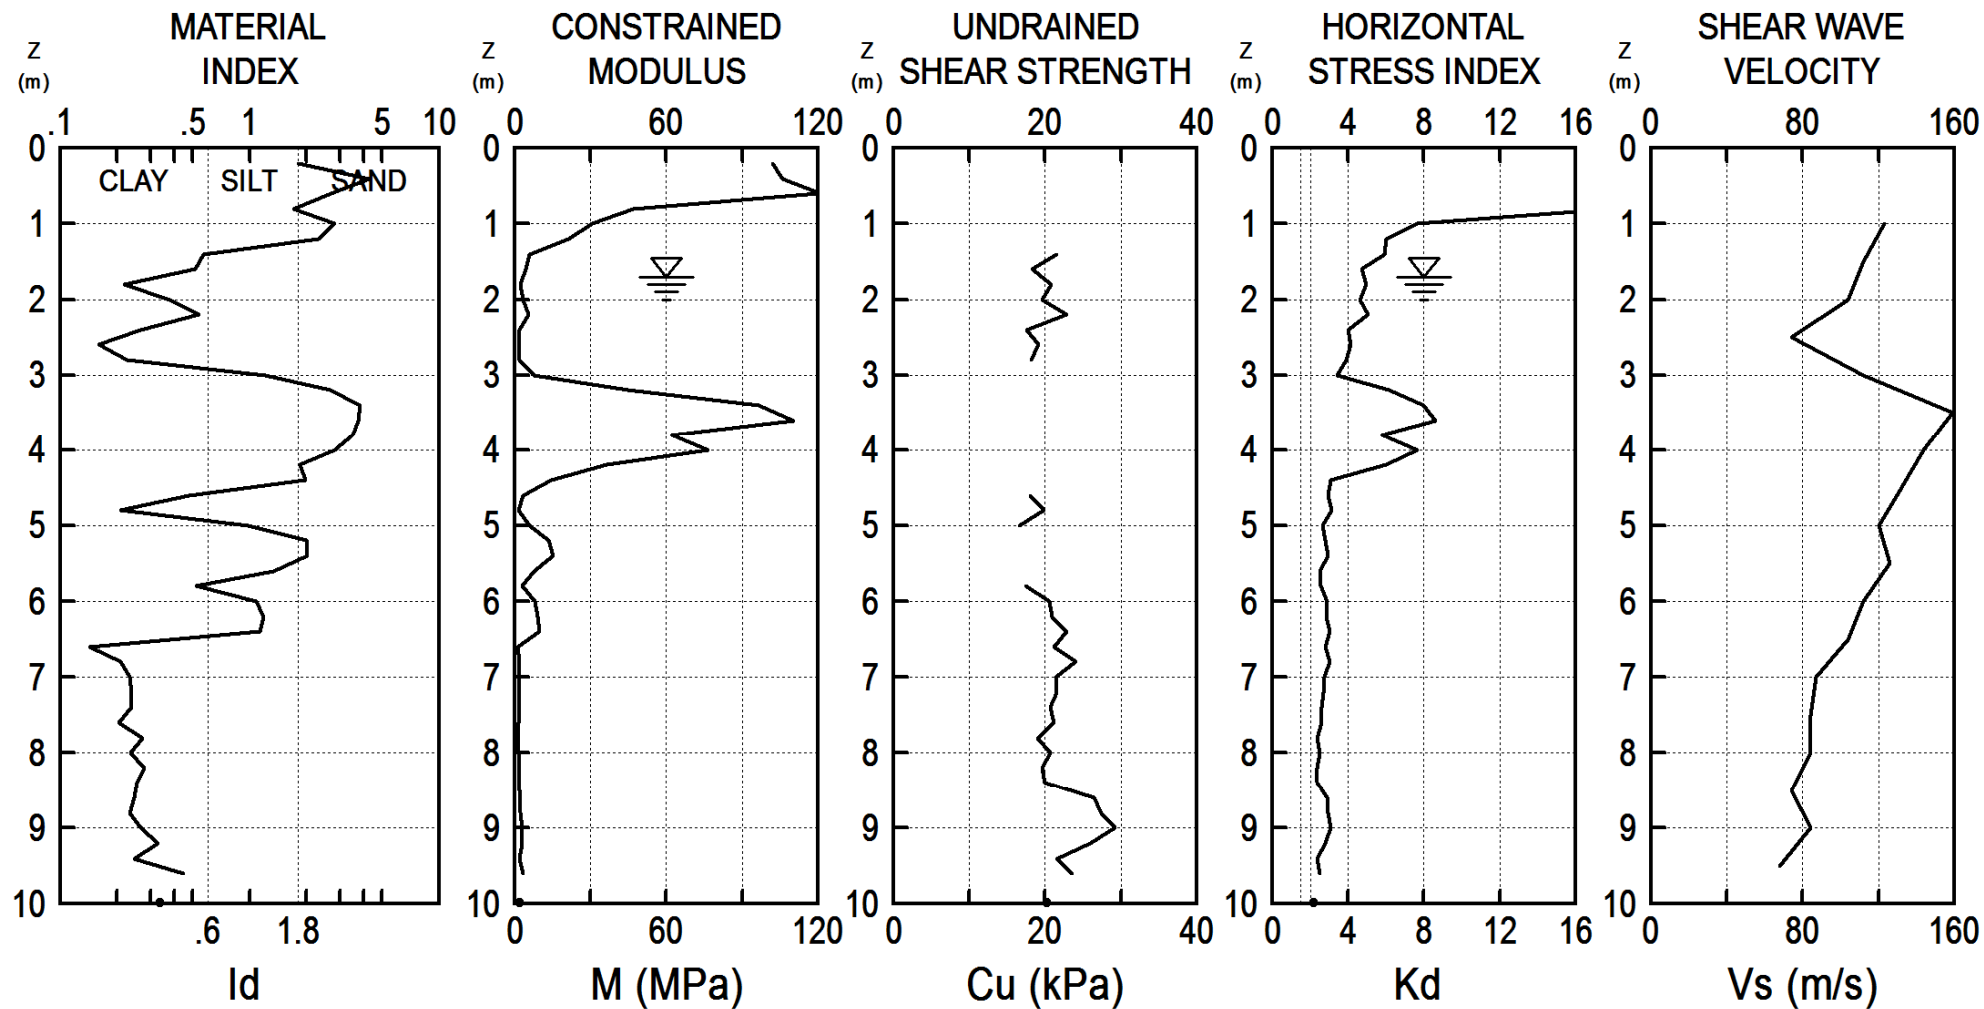 MATERIAL
INDEX
Z
(m)
.1 .5 1 5 10
0
1
2
3
4
5
6
7
8
9
10
CLAY SILT SAND
.6 1.8
Id
CONSTRAINED
MODULUS
Z
(m)
0 60 120
0
1
2
3
4
5
6
7
8
9
10
0 60 120
M (MPa)
UNDRAINED
SHEAR STRENGTH
Z
(m)
0 20 40
0
1
2
3
4
5
6
7
8
9
10
0 20 40
Cu (kPa)
HORIZONTAL
STRESS INDEX
Z
(m)
0 4 8 12 16
0
1
2
3
4
5
6
7
8
9
10
0 4 8 12 16
Kd
SHEAR WAVE
VELOCITY
Z
(m)
0 80 160
0
1
2
3
4
5
6
7
8
9
10
0 80 160
Vs (m/s)